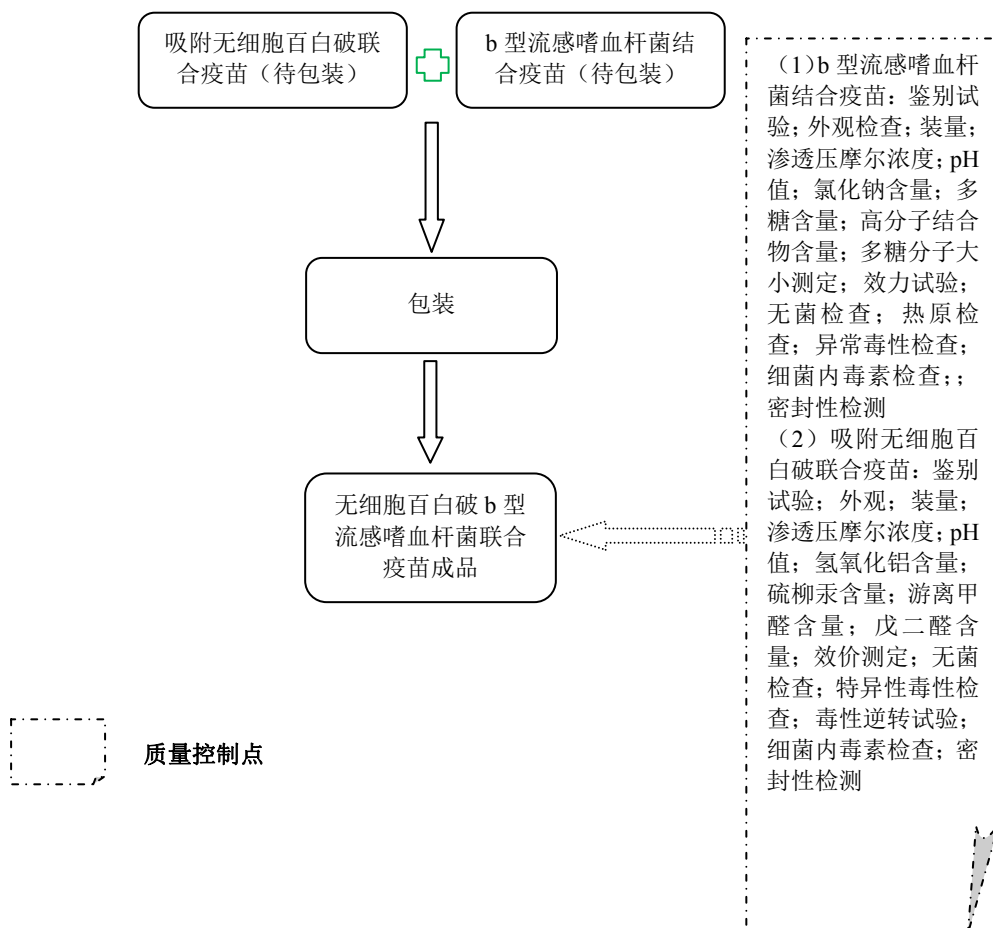 吸附无细胞百白破联
合疫苗（待包装）
b 型流感嗜血杆菌结
合疫苗（待包装）
包装
无细胞百白破 b 型
流感嗜血杆菌联合
疫苗成品
（1）b 型流感嗜血杆
菌结合疫苗：鉴别试
验；外观检查；装量；
渗透压摩尔浓度；pH
值；氯化钠含量；多
糖含量；高分子结合
物含量；多糖分子大
小测定；效力试验；
无菌检查；热原检
查；异常毒性检查；
细菌内毒素检查；；
密封性检测
（2）吸附无细胞百
白破联合疫苗：鉴别
试验；外观；装量；
渗透压摩尔浓度；pH
值；氢氧化铝含量；
硫柳汞含量；游离甲
醛含量；戊二醛含
量；效价测定；无菌
检查；特异性毒性检
查；毒性逆转试验；
细菌内毒素检查；密
封性检测
质量控制点